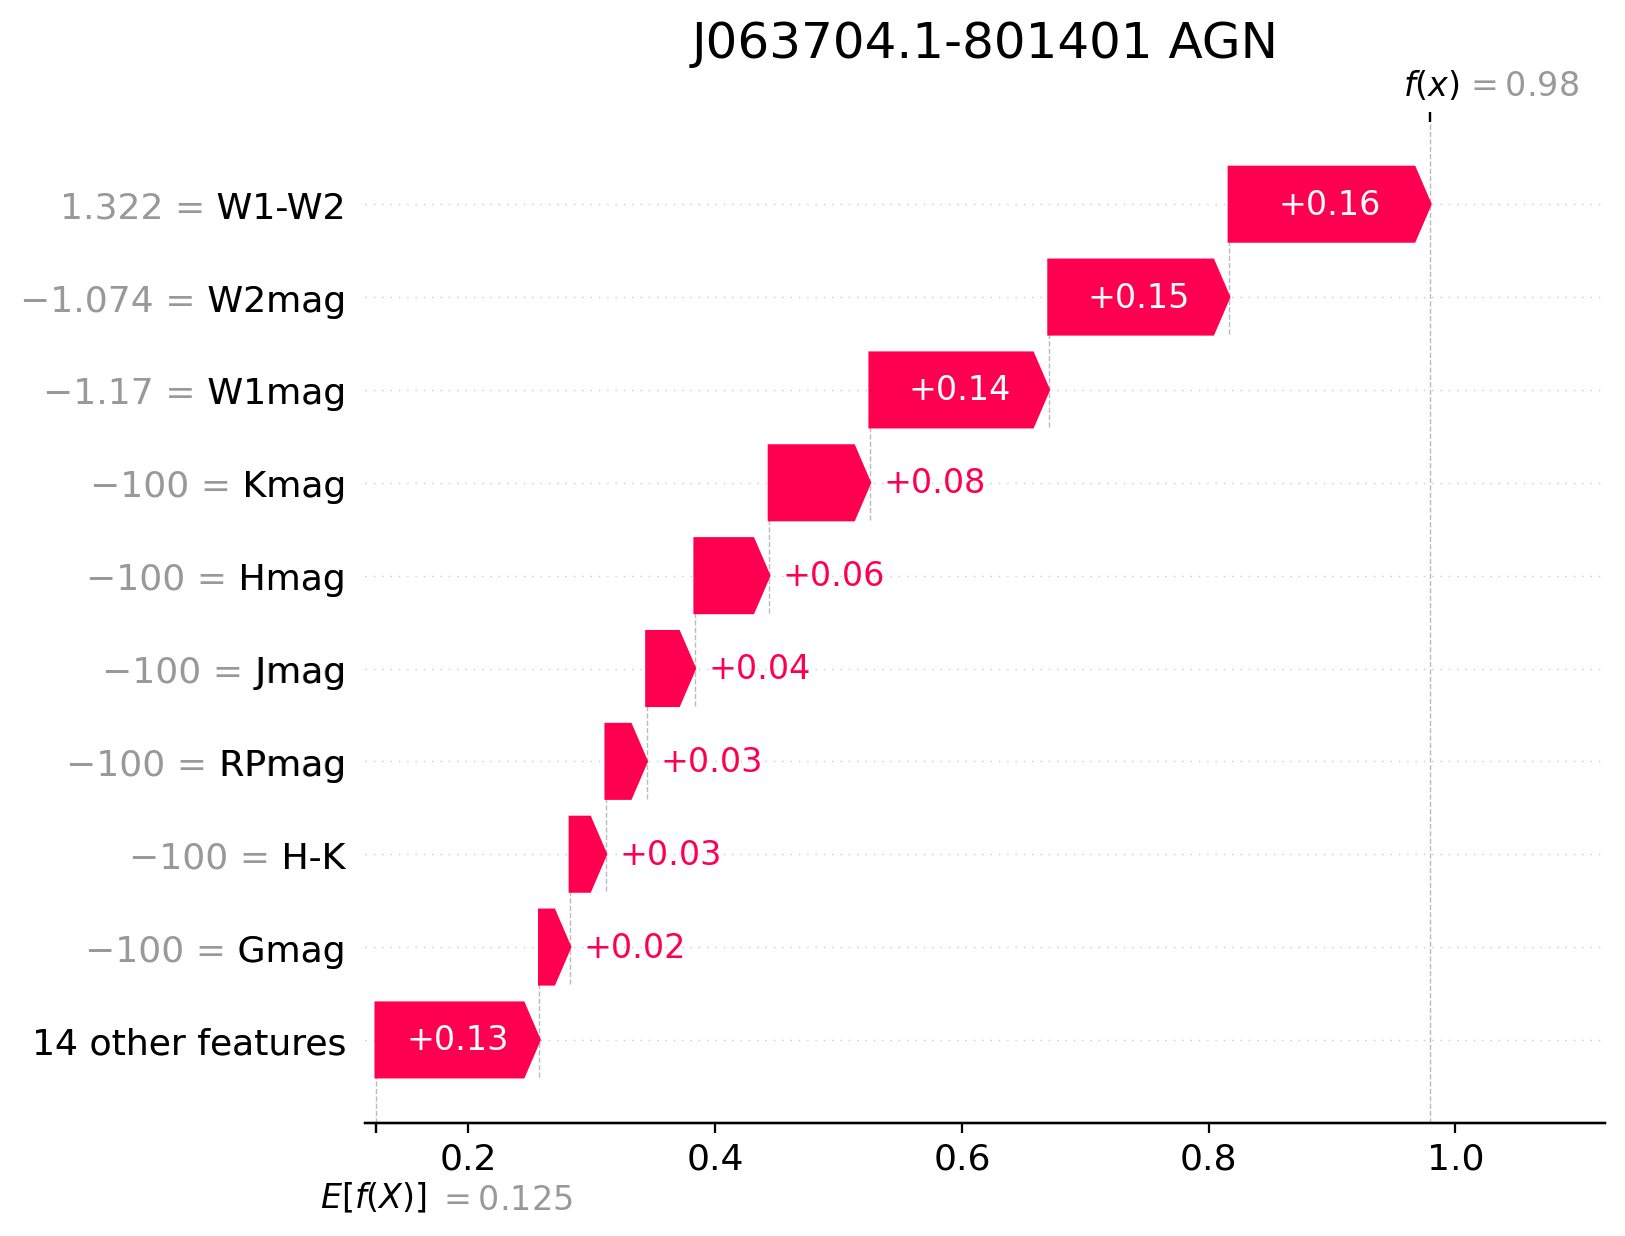 J063704.1-801401 AGN
f(x) = 0.98
1.322 = W1-W2 +0.16
−1.074 = W2mag +0.15
−1.17 = W1mag +0.14
−100 = Kmag +0.08
−100 = Hmag +0.06
−100 = Jmag +0.04
−100 = RPmag +0.03
−100 = H-K +0.03
−100 = Gmag +0.02
14 other features +0.13
0.2 0.4 0.6 0.8 1.0
E[f(X)] = 0.125